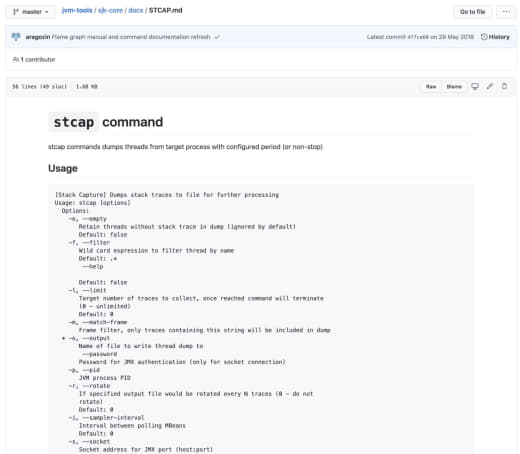 master
jvm-tools / sjk-core / docs / STCAP.md
Go to file
aragozin Flame graph manual and command documentation refresh
Latest commit 4f7ce60 on 29 May 2018
History
1 contributor
56 lines (49 sloc) 1.68 KB
Raw Blame
stcap command
stcap commands dumps threads from target process with configured period (or non-stop)
Usage
[Stack Capture] Dumps stack traces to file for further processing
Usage: stcap [options]
Options:
-e, --empty
Retain threads without stack trace in dump (ignored by default)
Default: false
-f, --filter
Wild card expression to filter thread by name
Default: .*
--help
Default: false
-l, --limit
Target number of traces to collect, once reached command will terminate
(0 - unlimited)
Default: 0
-m, --match-frame
Frame filter, only traces containing this string will be included in dump
* -o, --output
Name of file to write thread dump to
--password
Password for JMX authentication (only for socket connection)
-p, --pid
JVM process PID
-r, --rotate
If specified output file would be rotated every N traces (0 - do not
rotate)
Default: 0
-i, --sampler-interval
Interval between polling MBeans
Default: 0
-s, --socket
Socket address for JMX port (host:port)